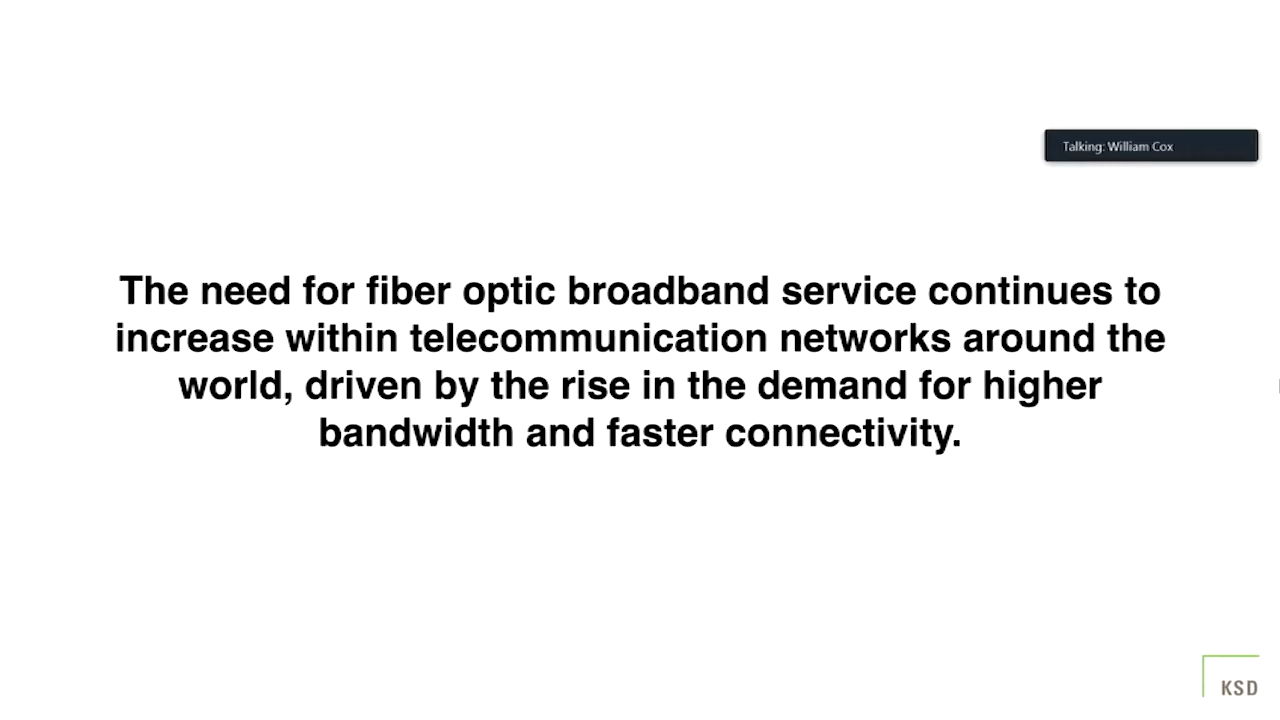 Talking: William Cox
The need for fiber optic broadband service continues to
increase within telecommunication networks around the
world, driven by the rise in the demand for higher
bandwidth and faster connectivity.
KSD